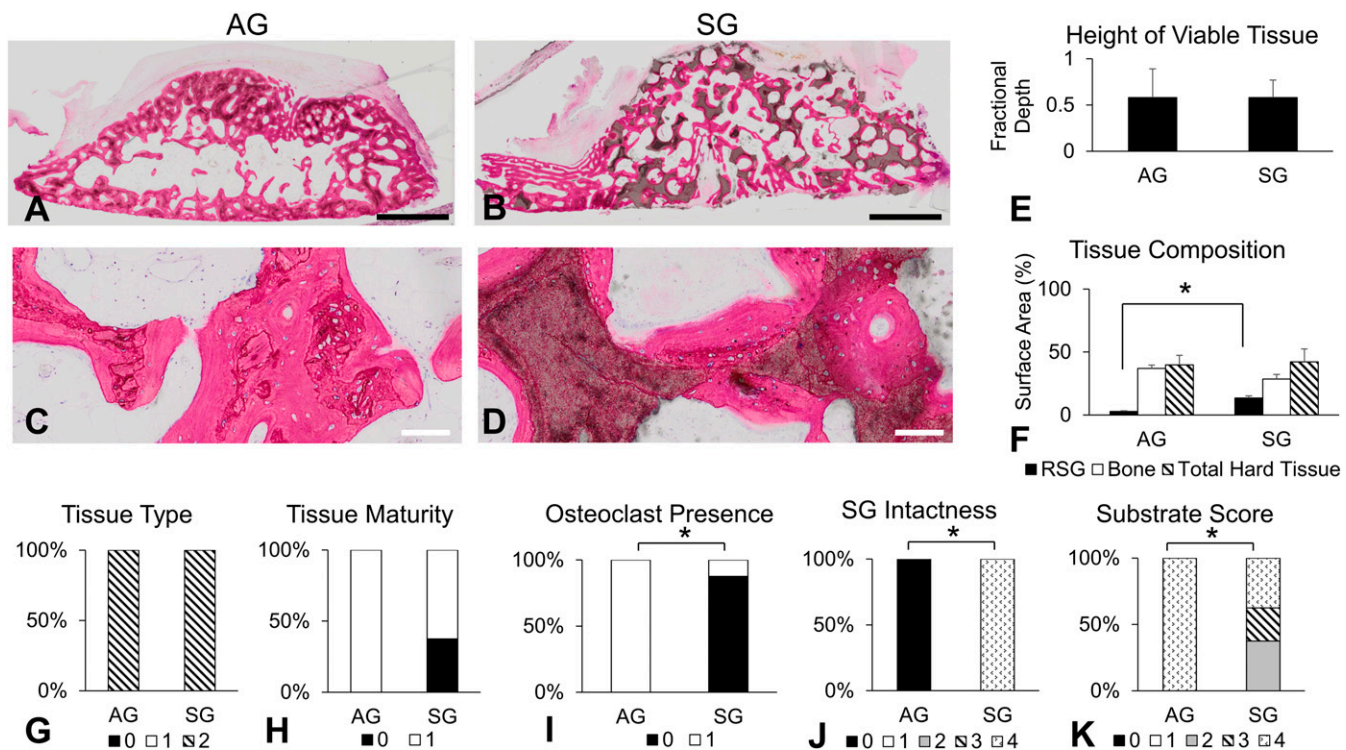 AG
SG
A
B
C
D
Height of Viable Tissue
Fractional
Depth
1
0.5
0
AG SG
E
Tissue Composition
Surface Area (%)
100
50
0
*
AG SG
F
RSG Bone Total Hard Tissue
Tissue Type
100%
50%
0%
AG SG
G
0 1 2
Tissue Maturity
100%
50%
0%
AG SG
H
0 1
Osteoclast Presence
*
100%
50%
0%
AG SG
I
0 1
SG Intactness
*
100%
50%
0%
AG SG
J
0 1 2 3 4
Substrate Score
*
100%
50%
0%
AG SG
K
0 1 2 3 4